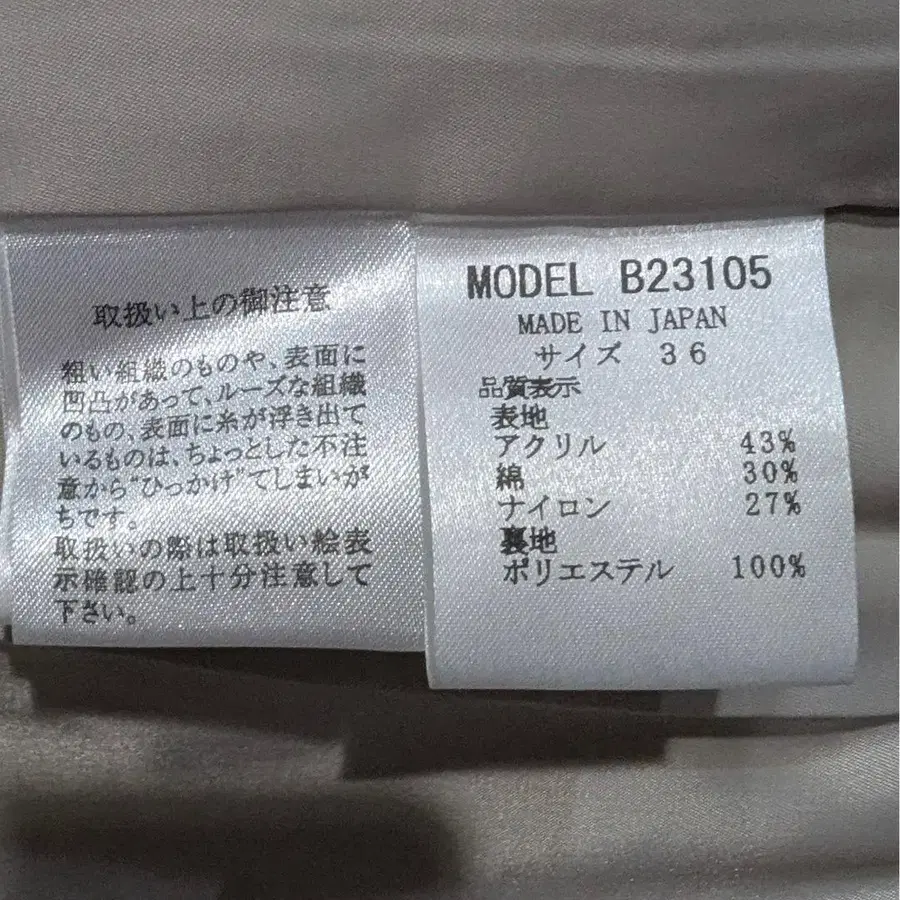 取扱い上の御注意
粗い組織のものや、表面に
凹凸があって、ルーズな組織
のもの、表面に糸が浮き出て
いるものは、ちょっとした不注
意から“ひっかけ”てしまいが
ちです。
取扱いの際は取扱い絵表
示確認の上十分注意して
下さい。
MODEL B23105
MADE IN JAPAN
サイズ 36
品質表示
表地
アクリル 43%
綿 30%
ナイロン 27%
裏地
ポリエステル 100%